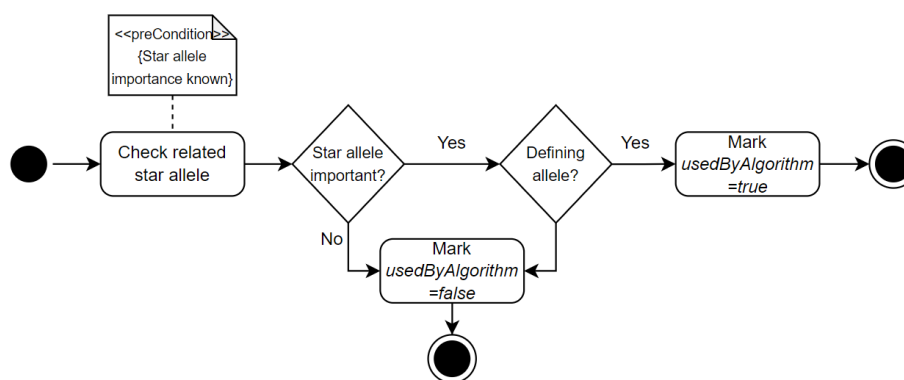 <<preCondition>>
{Star allele
importance known}
Check related
star allele
Star allele
important?
Yes
Defining
allele?
Yes
Mark
usedByAlgorithm
=true
No
Mark
usedByAlgorithm
=false